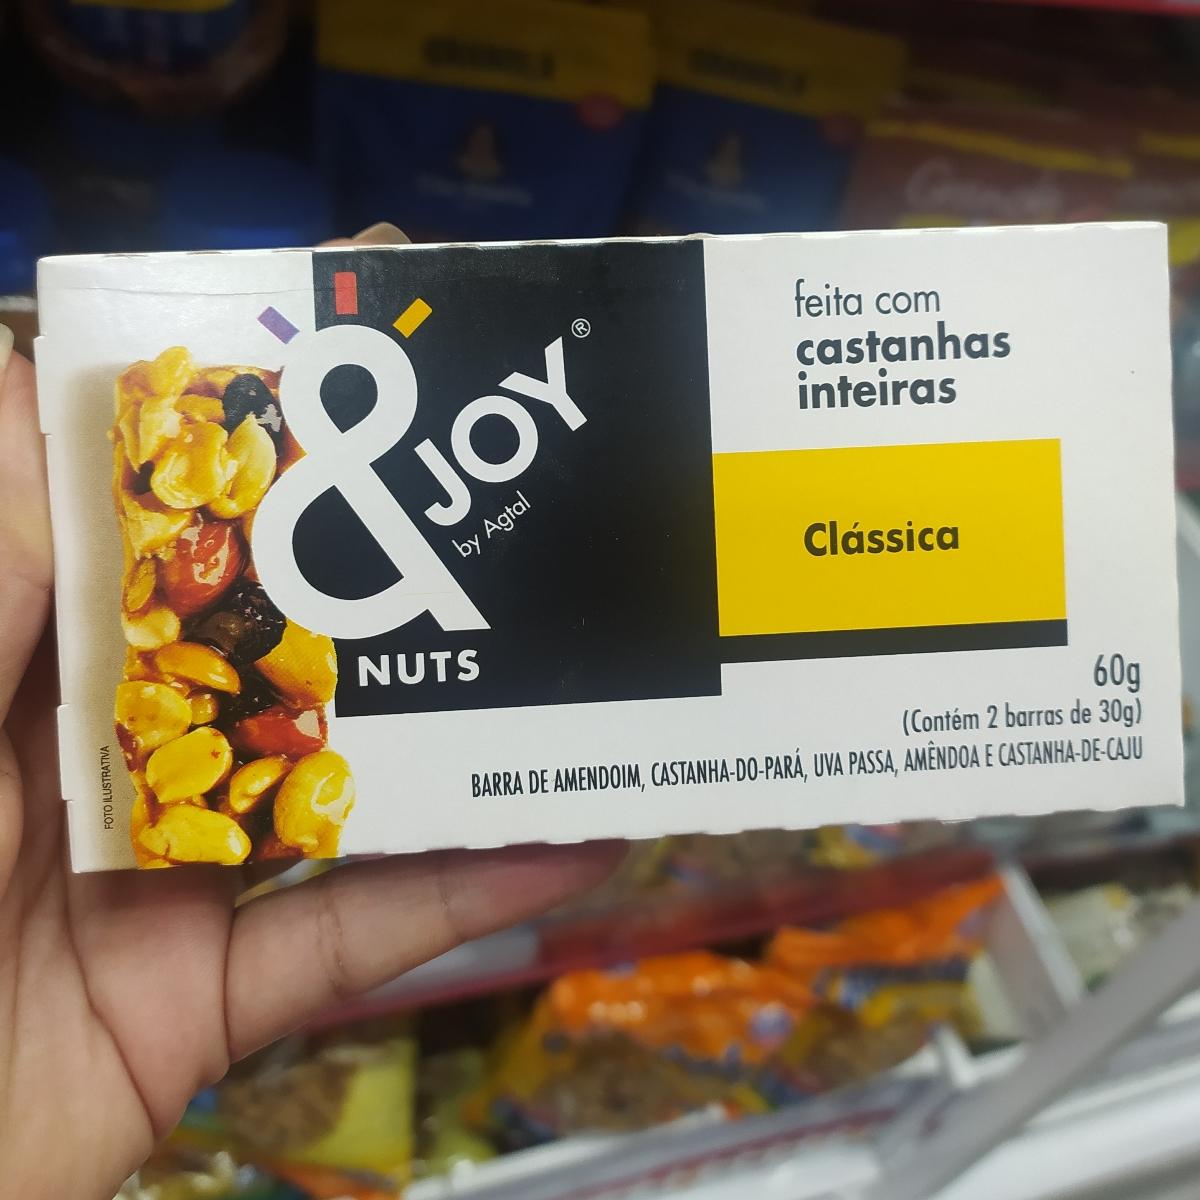 & JOY®
by Agtal
NUTS
feita com
castanhas
inteiras
Clássica
60g
(Contém 2 barras de 30g)
BARRA DE AMENDOIM, CASTANHA-DO-PARÁ, UVA PASSA, AMÊNDOA E CASTANHA-DE-CAJU
FOTO ILUSTRATIVA